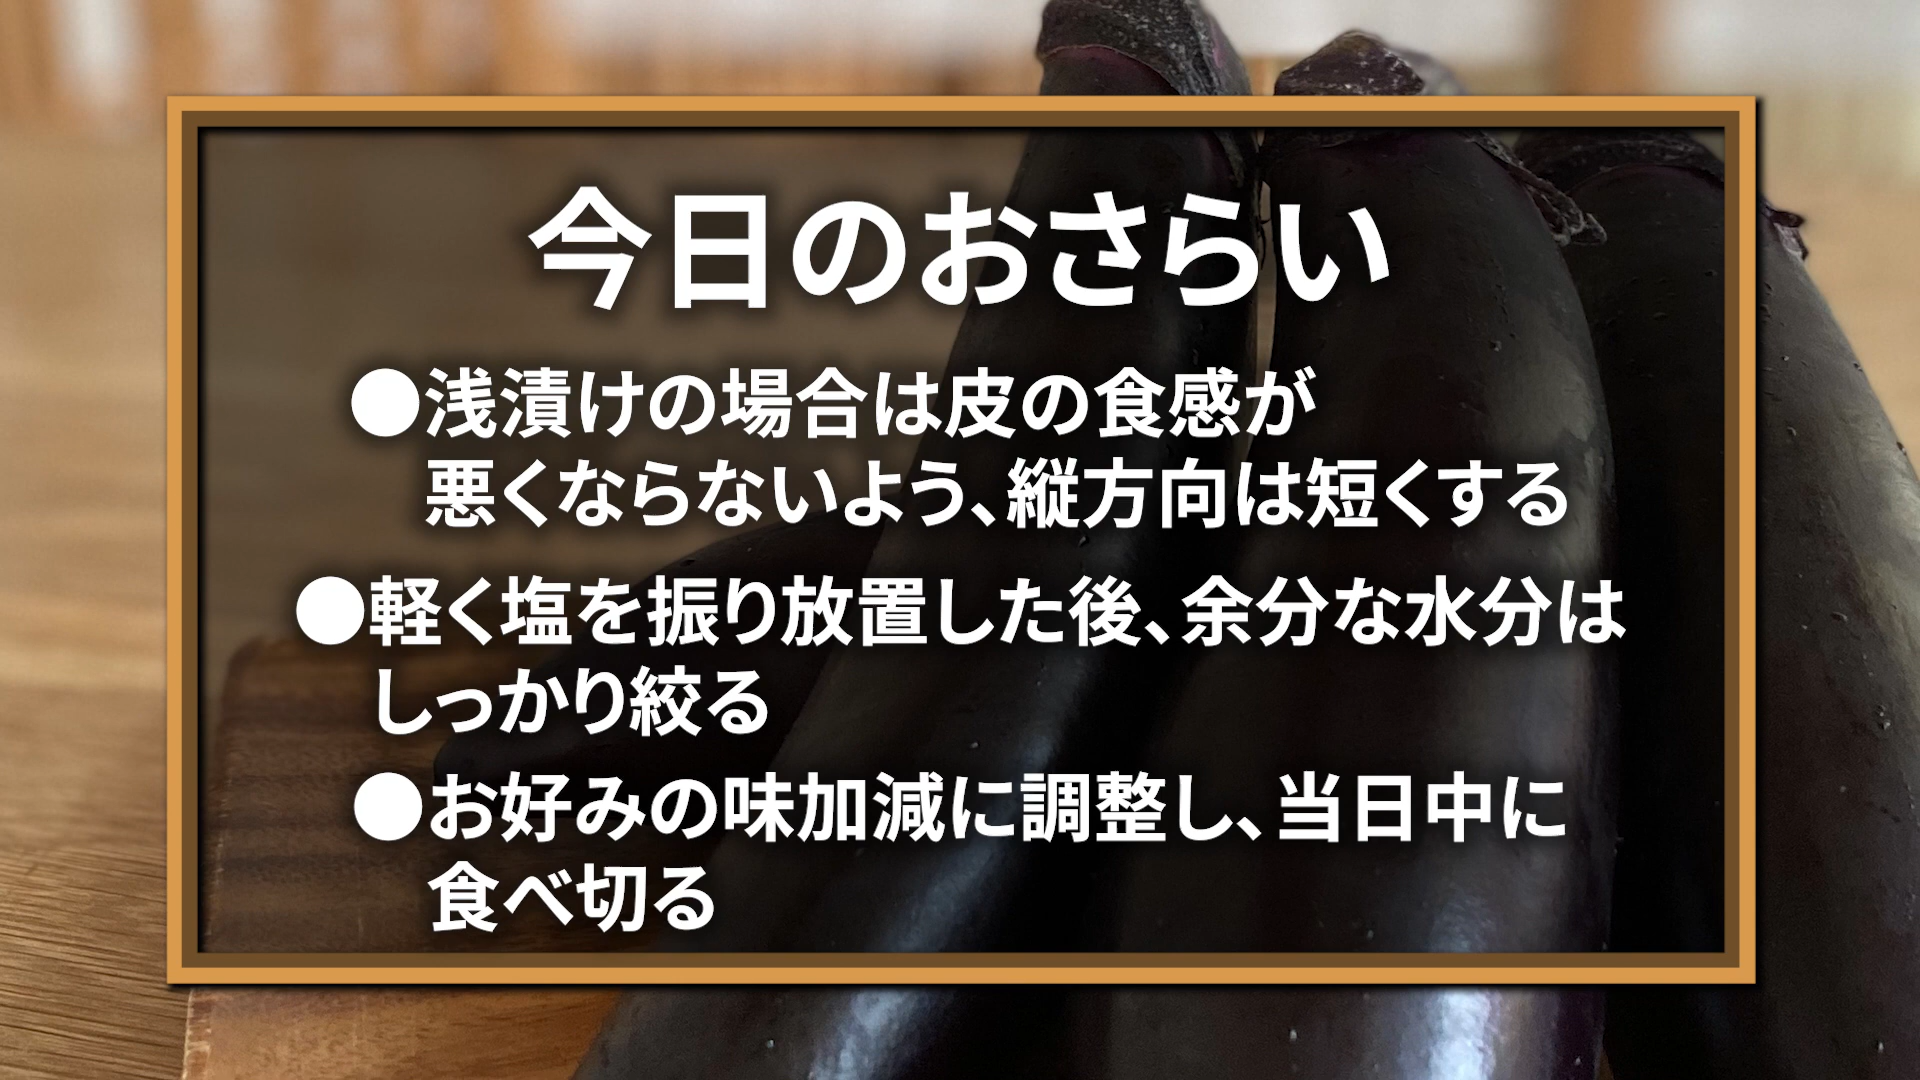 今日のおさらい
●浅漬けの場合は皮の食感が
悪くならないよう、縦方向は短くする
●軽く塩を振り放置した後、余分な水分は
しっかり絞る
●お好みの味加減に調整し、当日中に
食べ切る